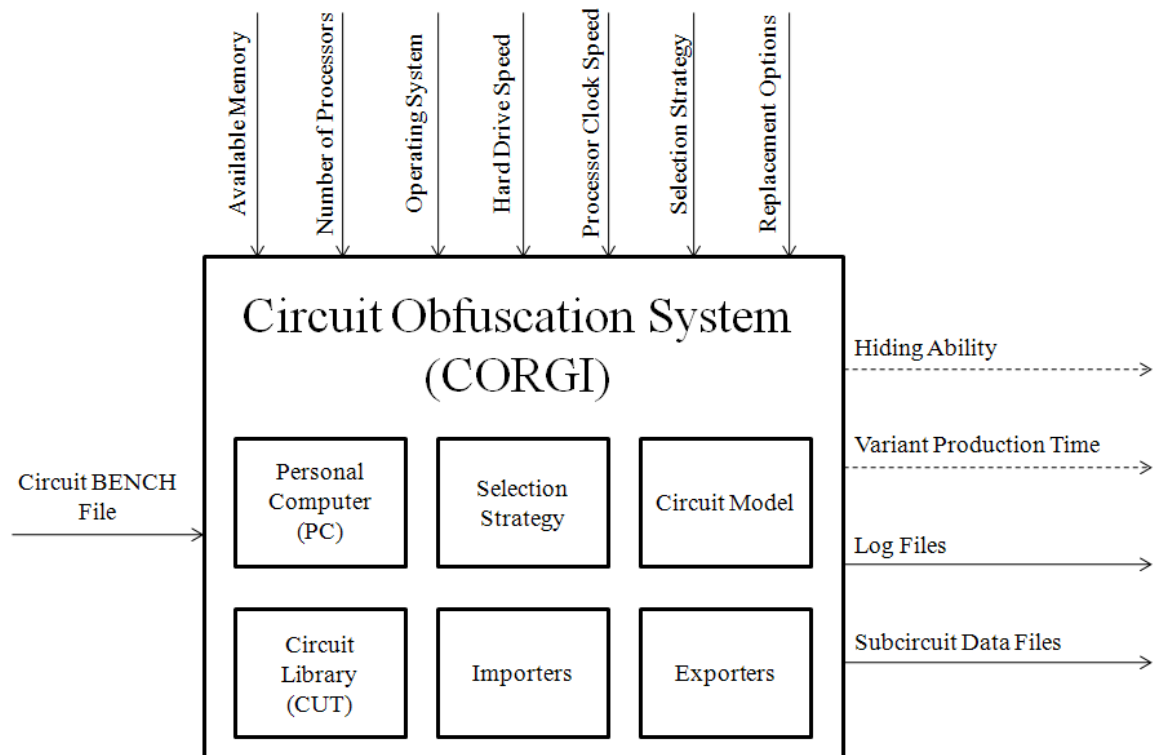 Available Memory
Number of Processors
Operating System
Hard Drive Speed
Processor Clock Speed
Selection Strategy
Replacement Options
Circuit Obfuscation System
(CORGI)
Hiding Ability
Variant Production Time
Log Files
Subcircuit Data Files
Circuit BENCH
File
Personal
Computer
(PC)
Selection
Strategy
Circuit Model
Circuit
Library
(CUT)
Importers
Exporters